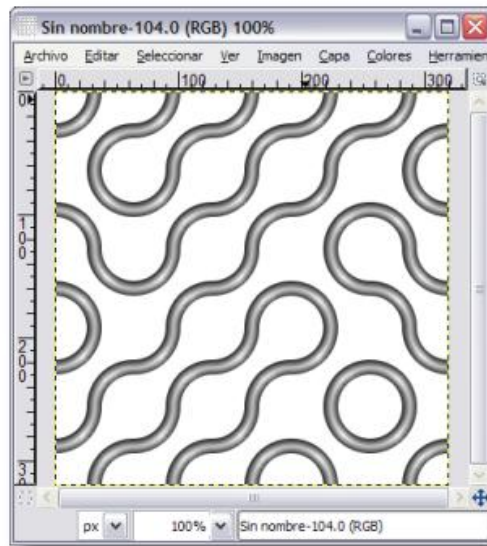 Sin nombre-104.0 (RGB) 100%
Archivo Editar Seleccionar Ver Imagen Capa Colores Herramien
0 100 200 300
0
100
200
3
px 100% Sin nombre-104.0 (RGB)